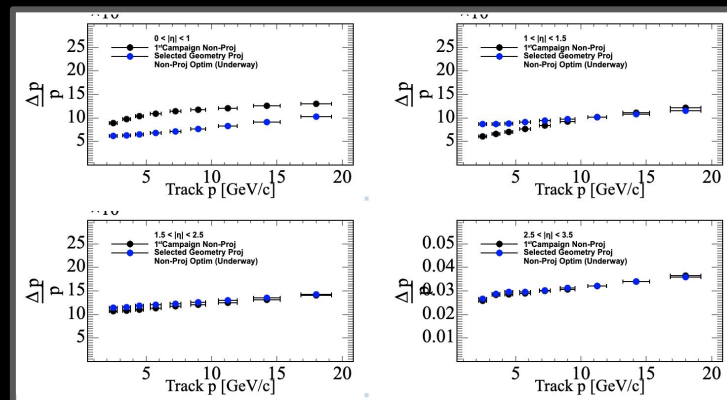 0 < |η| < 1
1ˢᵗCampaign Non-Proj
Selected Geometry Proj
Non-Proj Optim (Underway)
25
20
15
10
5
Δp
p
5 10 15 20
Track p [GeV/c]
1 < |η| < 1.5
1ˢᵗCampaign Non-Proj
Selected Geometry Proj
Non-Proj Optim (Underway)
25
20
15
10
5
Δp
p
5 10 15 20
Track p [GeV/c]
1.5 < |η| < 2.5
1ˢᵗCampaign Non-Proj
Selected Geometry Proj
Non-Proj Optim (Underway)
25
20
15
10
5
Δp
p
5 10 15 20
Track p [GeV/c]
2.5 < |η| < 3.5
1ˢᵗCampaign Non-Proj
Selected Geometry Proj
Non-Proj Optim (Underway)
0.05
0.04
0.03
0.02
0.01
Δp
p
5 10 15 20
Track p [GeV/c]